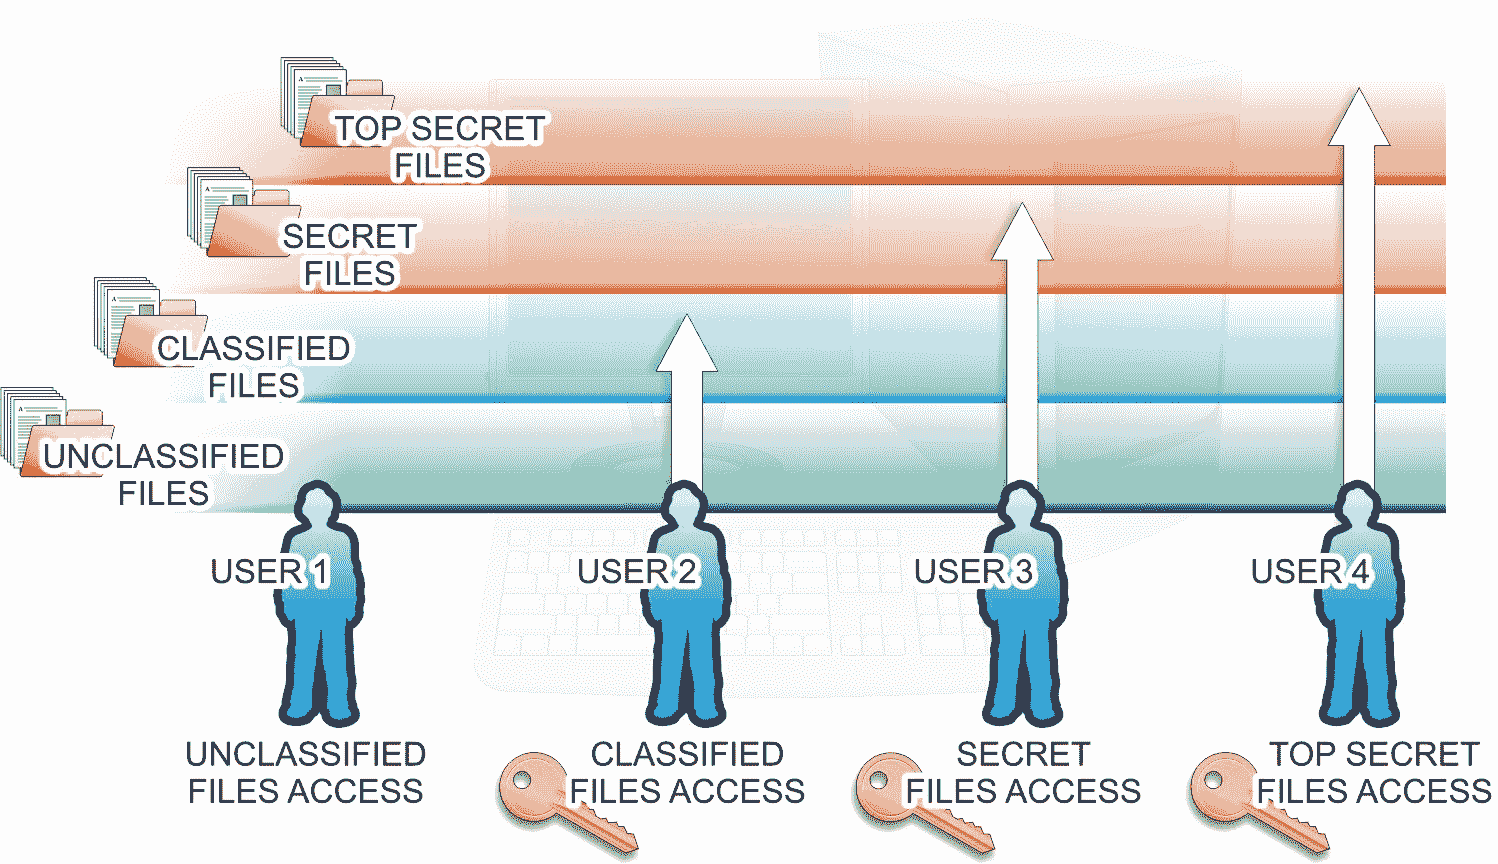 TOP SECRET
FILES
SECRET
FILES
CLASSIFIED
FILES
UNCLASSIFIED
FILES
USER 1
USER 2
USER 3
USER 4
UNCLASSIFIED
FILES ACCESS
CLASSIFIED
FILES ACCESS
SECRET
FILES ACCESS
TOP SECRET
FILES ACCESS